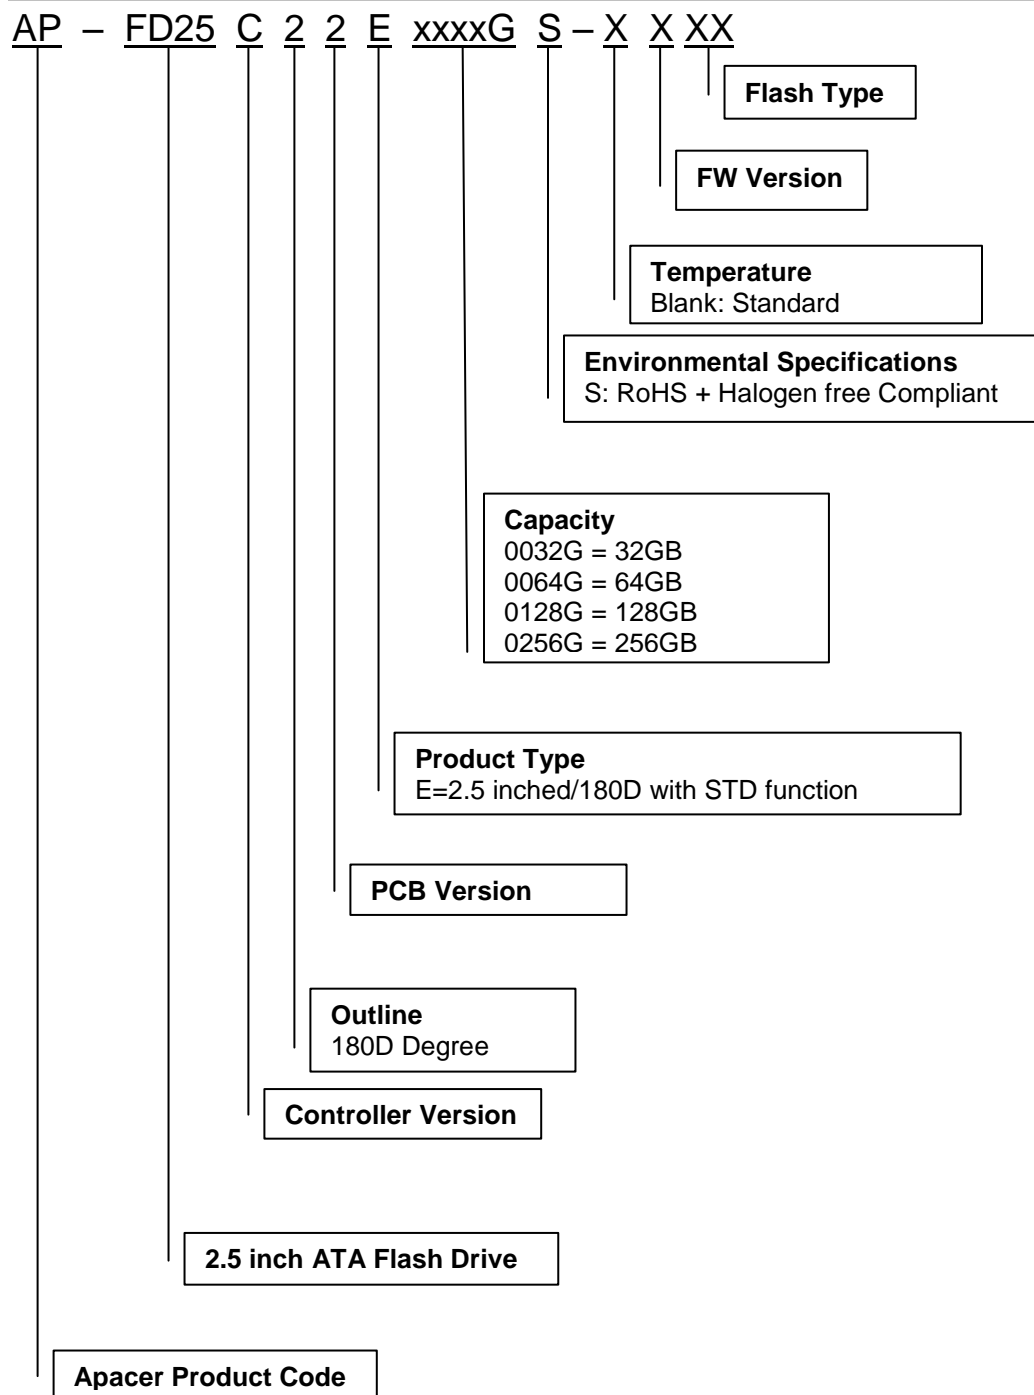 AP – FD25 C 2 2 E xxxxG S – X X XX
Flash Type
FW Version
Temperature
Blank: Standard
Environmental Specifications
S: RoHS + Halogen free Compliant
Capacity
0032G = 32GB
0064G = 64GB
0128G = 128GB
0256G = 256GB
Product Type
E=2.5 inched/180D with STD function
PCB Version
Outline
180D Degree
Controller Version
2.5 inch ATA Flash Drive
Apacer Product Code